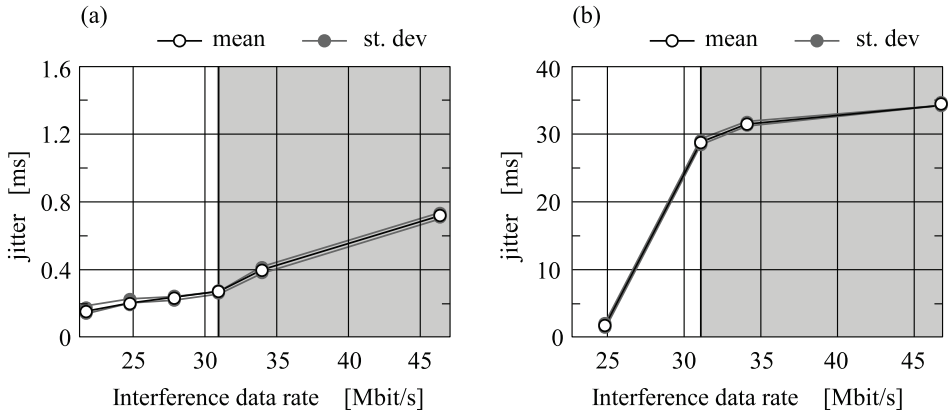 (a)
mean st. dev
1.6
1.2
0.8
0.4
0
jitter [ms]
25 30 35 40 45
Interference data rate [Mbit/s]
(b)
mean st. dev
40
30
20
10
0
jitter [ms]
25 30 35 40 45
Interference data rate [Mbit/s]